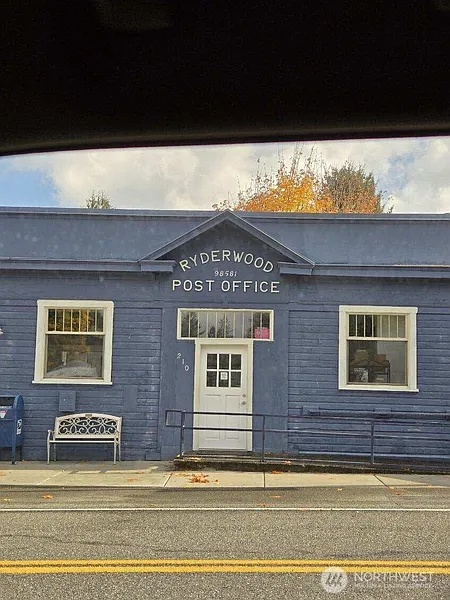 RYDERWOOD
98581
POST OFFICE
210
NORTHWEST